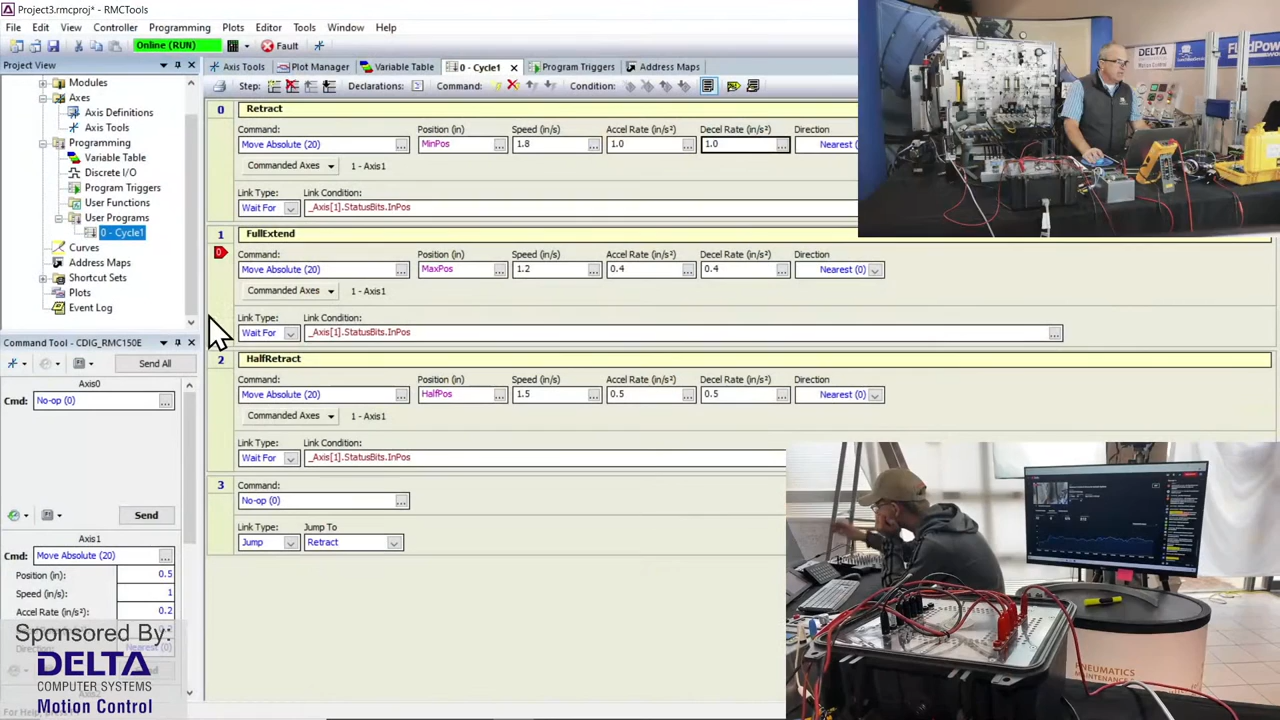 Project3.rmcproj* - RMCTools
File Edit View Controller Programming Plots Editor Tools Window Help
Online (RUN) Fault
Project View
Axis Tools Plot Manager Variable Table 0 - Cycle1 Program Triggers Address Maps
Step: Declarations: Command: Condition:
Modules
Axes
Axis Definitions
Axis Tools
Programming
Variable Table
Discrete I/O
Program Triggers
User Functions
User Programs
0 - Cycle1
Curves
Address Maps
Shortcut Sets
Plots
Event Log
0 Retract
Command: Position (in) Speed (in/s) Accel Rate (in/s²) Decel Rate (in/s²) Direction
Move Absolute (20) MinPos 1.8 1.0 1.0 Nearest
Commanded Axes 1 - Axis1
Link Type: Link Condition:
Wait For _Axis[1].StatusBits.InPos
1 FullExtend
0
Command: Position (in) Speed (in/s) Accel Rate (in/s²) Decel Rate (in/s²) Direction
Move Absolute (20) MaxPos 1.2 0.4 0.4 Nearest (0)
Commanded Axes 1 - Axis1
Link Type: Link Condition:
Wait For _Axis[1].StatusBits.InPos
2 HalfRetract
Command: Position (in) Speed (in/s) Accel Rate (in/s²) Decel Rate (in/s²) Direction
Move Absolute (20) HalfPos 1.5 0.5 0.5 Nearest (0)
Commanded Axes 1 - Axis1
Link Type: Link Condition:
Wait For _Axis[1].StatusBits.InPos
3 Command:
No-op (0)
Link Type: Jump To
Jump Retract
Command Tool - CDIG_RMC150E
Send All
Axis0
Cmd: No-op (0)
Send
Axis1
Cmd: Move Absolute (20)
Position (in): 0.5
Speed (in/s): 1
Accel Rate (in/s²): 0.2
Sponsored By:
DELTA
COMPUTER SYSTEMS
Motion Control
DELTA
FluidPower
PNEUMATICS
MAINTENANCE